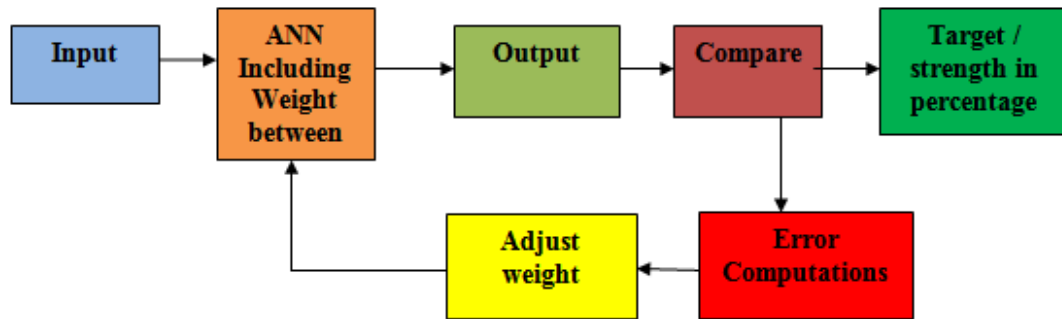 Input
ANN
Including
Weight
between
Output
Compare
Target /
strength in
percentage
Adjust
weight
Error
Computations